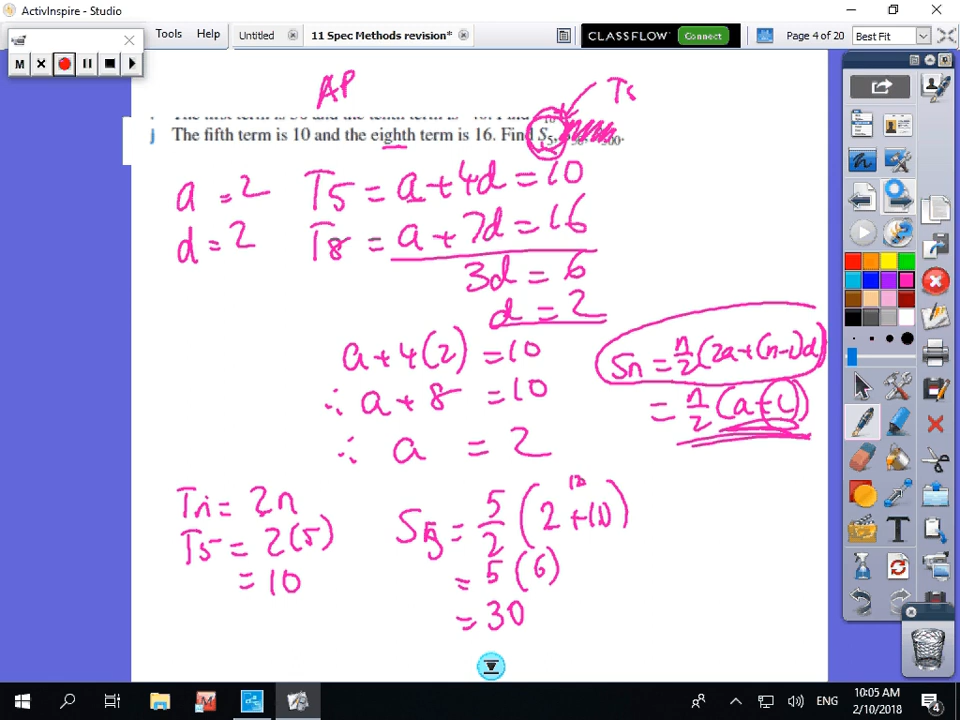 ActivInspire - Studio
Tools Help Untitled 11 Spec Methods revision* CLASSFLOW Connect Page 4 of 20 Best Fit
M
AP
T5
j The fifth term is 10 and the eighth term is 16. Find S5,
a = 2 T5 = a + 4d = 10
d = 2 T8 = a + 7d = 16
3d = 6
d = 2
a + 4(2) = 10
∴ a + 8 = 10
∴ a = 2
Sn = n/2 (2a + (n-1)d)
= n/2 (a + l)
Tn = 2n
T5 = 2(5)
= 10
S5 = 5/2 (2 + 10)
= 5(6)
= 30
T
ENG
10:05 AM
2/10/2018
4